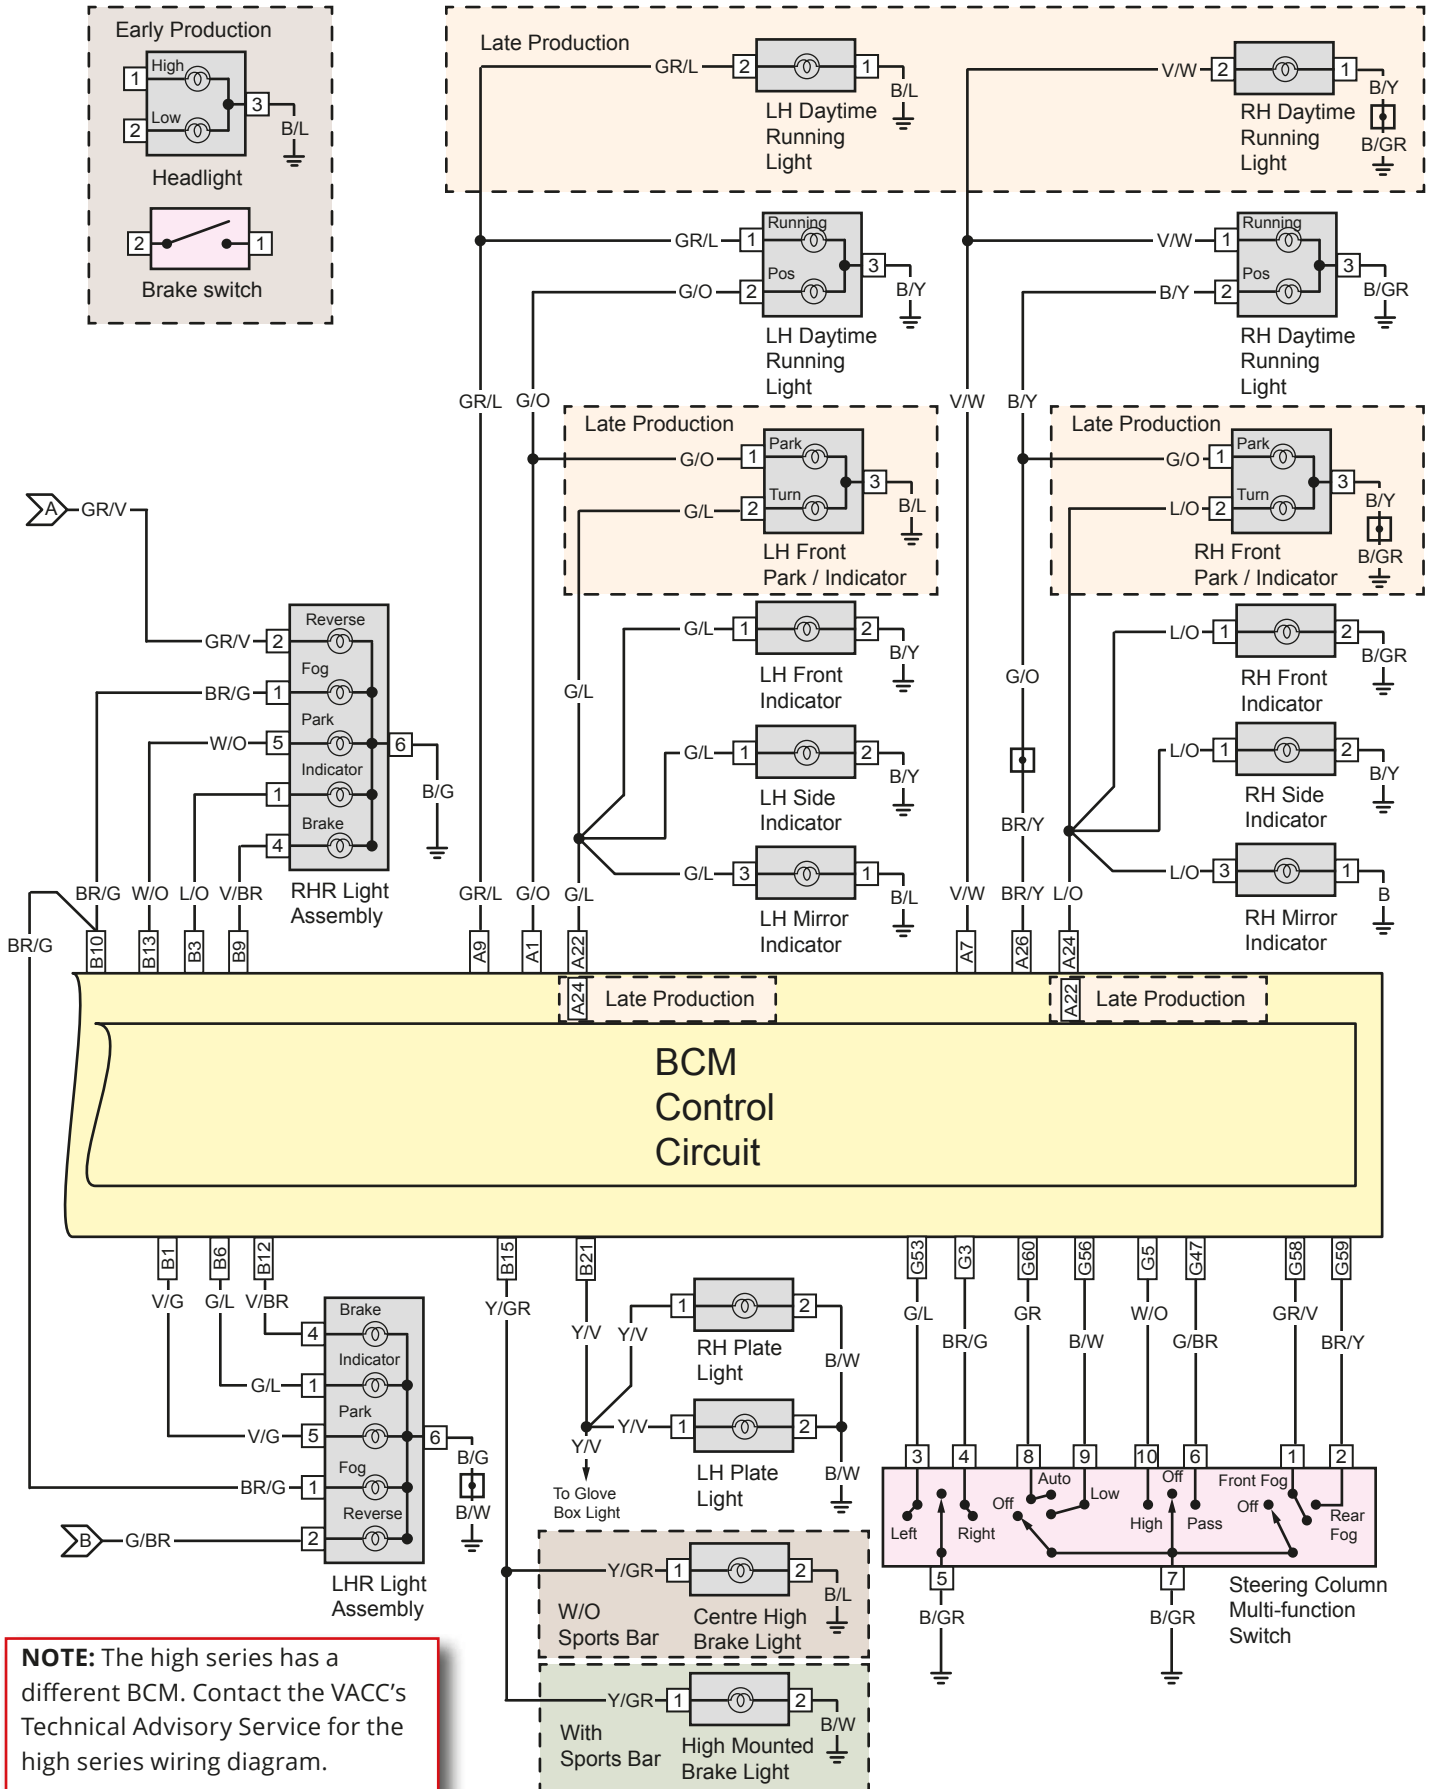 Early Production
High
1
Low
2
3
B/L
Headlight
2
1
Brake switch
Late Production
GR/L
2
1
B/L
LH Daytime
Running
Light
V/W
2
1
B/Y
B/GR
RH Daytime
Running
Light
GR/L
1
Running
G/O
2
Pos
3
B/Y
LH Daytime
Running
Light
V/W
1
Running
B/Y
2
Pos
3
B/GR
RH Daytime
Running
Light
GR/L
G/O
V/W
B/Y
Late Production
G/O
1
Park
G/L
2
Turn
3
B/L
LH Front
Park / Indicator
Late Production
G/O
1
Park
L/O
2
Turn
3
B/Y
B/GR
RH Front
Park / Indicator
A
GR/V
G/L
1
2
B/Y
LH Front
Indicator
L/O
1
2
B/GR
RH Front
Indicator
G/L
G/O
G/L
1
2
B/Y
LH Side
Indicator
L/O
1
2
B/Y
RH Side
Indicator
BR/Y
G/L
3
1
B/L
LH Mirror
Indicator
L/O
3
1
B
RH Mirror
Indicator
GR/V
2
Reverse
BR/G
1
Fog
W/O
5
Park
6
1
Indicator
4
Brake
B/G
RHR Light
Assembly
BR/G
BR/G
W/O
L/O
V/BR
GR/L
G/O
G/L
V/W
BR/Y
L/O
B10
B13
B3
B9
A9
A1
A22
A7
A26
A24
A24
Late Production
A22
Late Production
BCM
Control
Circuit
B1
B6
B12
B15
B21
G53
G3
G60
G56
G5
G47
G58
G59
V/G
G/L
V/BR
Y/GR
Y/V
Y/V
G/L
BR/G
GR
B/W
W/O
G/BR
GR/V
BR/Y
4
Brake
G/L
1
Indicator
V/G
5
Park
6
BR/G
1
Fog
B
G/BR
2
Reverse
B/G
B/W
LHR Light
Assembly
1
2
RH Plate
Light
B/W
Y/V
1
2
LH Plate
Light
B/W
Y/V
To Glove
Box Light
3
4
8
9
10
6
1
2
Left
Right
Off
Auto
Low
High
Off
Pass
Front Fog
Off
Rear
Fog
5
7
B/GR
B/GR
Steering Column
Multi-function
Switch
Y/GR
1
2
B/L
W/O
Sports Bar
Centre High
Brake Light
Y/GR
1
2
B/W
With
Sports Bar
High Mounted
Brake Light
NOTE: The high series has a
different BCM. Contact the VACC’s
Technical Advisory Service for the
high series wiring diagram.